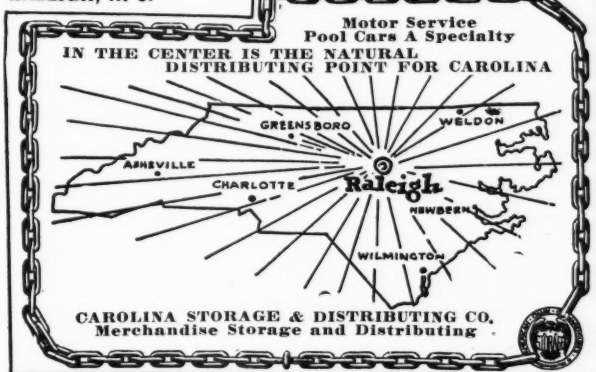 Motor Service
Pool Cars A Specialty
IN THE CENTER IS THE NATURAL
DISTRIBUTING POINT FOR CAROLINA
GREENSBORO
WELDON
ASHEVILLE
Raleigh
CHARLOTTE
NEWBERN
WILMINGTON
CAROLINA STORAGE & DISTRIBUTING CO.
Merchandise Storage and Distributing